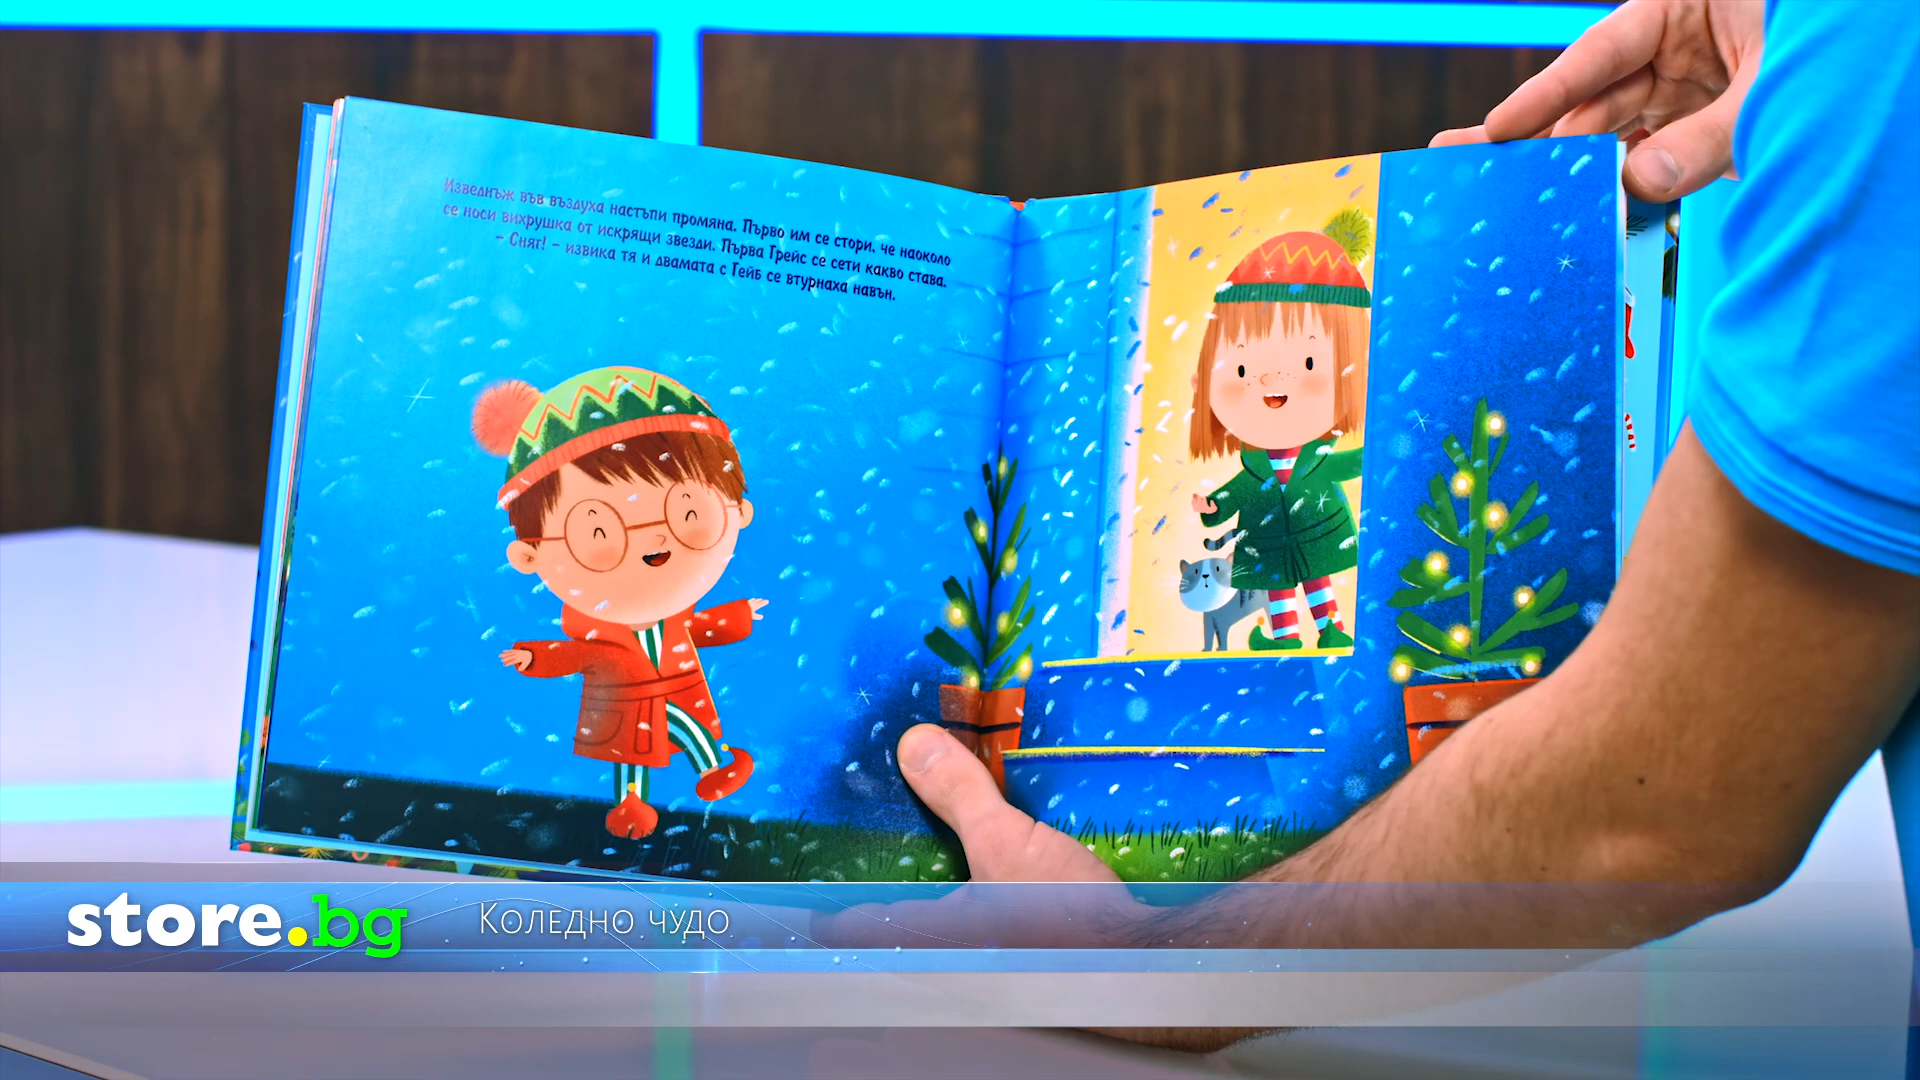 Изведнъж във въздуха настъпи промяна. Първо им се стори, че наоколо
се носи вихрушка от искрящи звезди. Първа Грейс се сети какво става.
– Сняг! – извика тя и двамата с Гейб се втурнаха навън.
store.bg
Коледно чудо